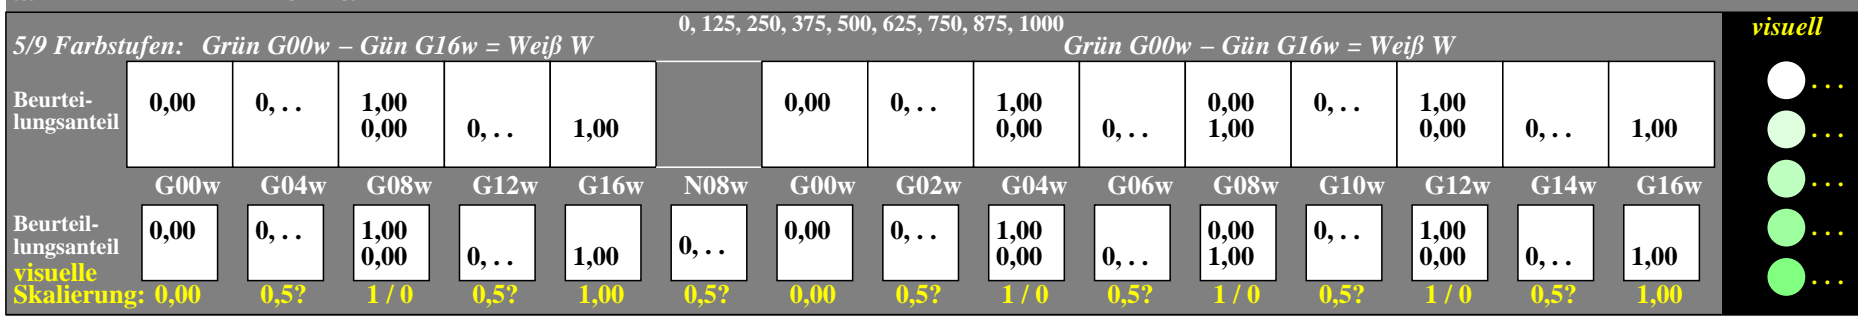 0, 125, 250, 375, 500, 625, 750, 875, 1000
5/9 Farbstufen: Grün G00w – Gün G16w = Weiß W
Grün G00w – Gün G16w = Weiß W
visuell
Beurtei-
lungsanteil
0,00 0, . . 1,00 0,00 0, . . 1,00 0,00 0, . . 1,00
0,00 0, . . 1,00 0,00 0, . . 1,00 0,00 0, . . 1,00
G00w G04w G08w G12w G16w N08w G00w G02w G04w G06w G08w G10w G12w G14w G16w
Beurteil-
lungsanteil
0,00 0, . . 1,00 0, . . 0,00 0, . . 1,00 0,00 0, . . 1,00
0,00 0, . . 1,00 0,00 0, . . 1,00 0,00 0, . . 1,00
visuelle
Skalierung: 0,00 0,5? 1 / 0 0,5? 1,00 0,5? 0,00 0,5? 1 / 0 0,5? 1 / 0 0,5? 1 / 0 0,5? 1,00
. . .
. . .
. . .
. . .
. . .